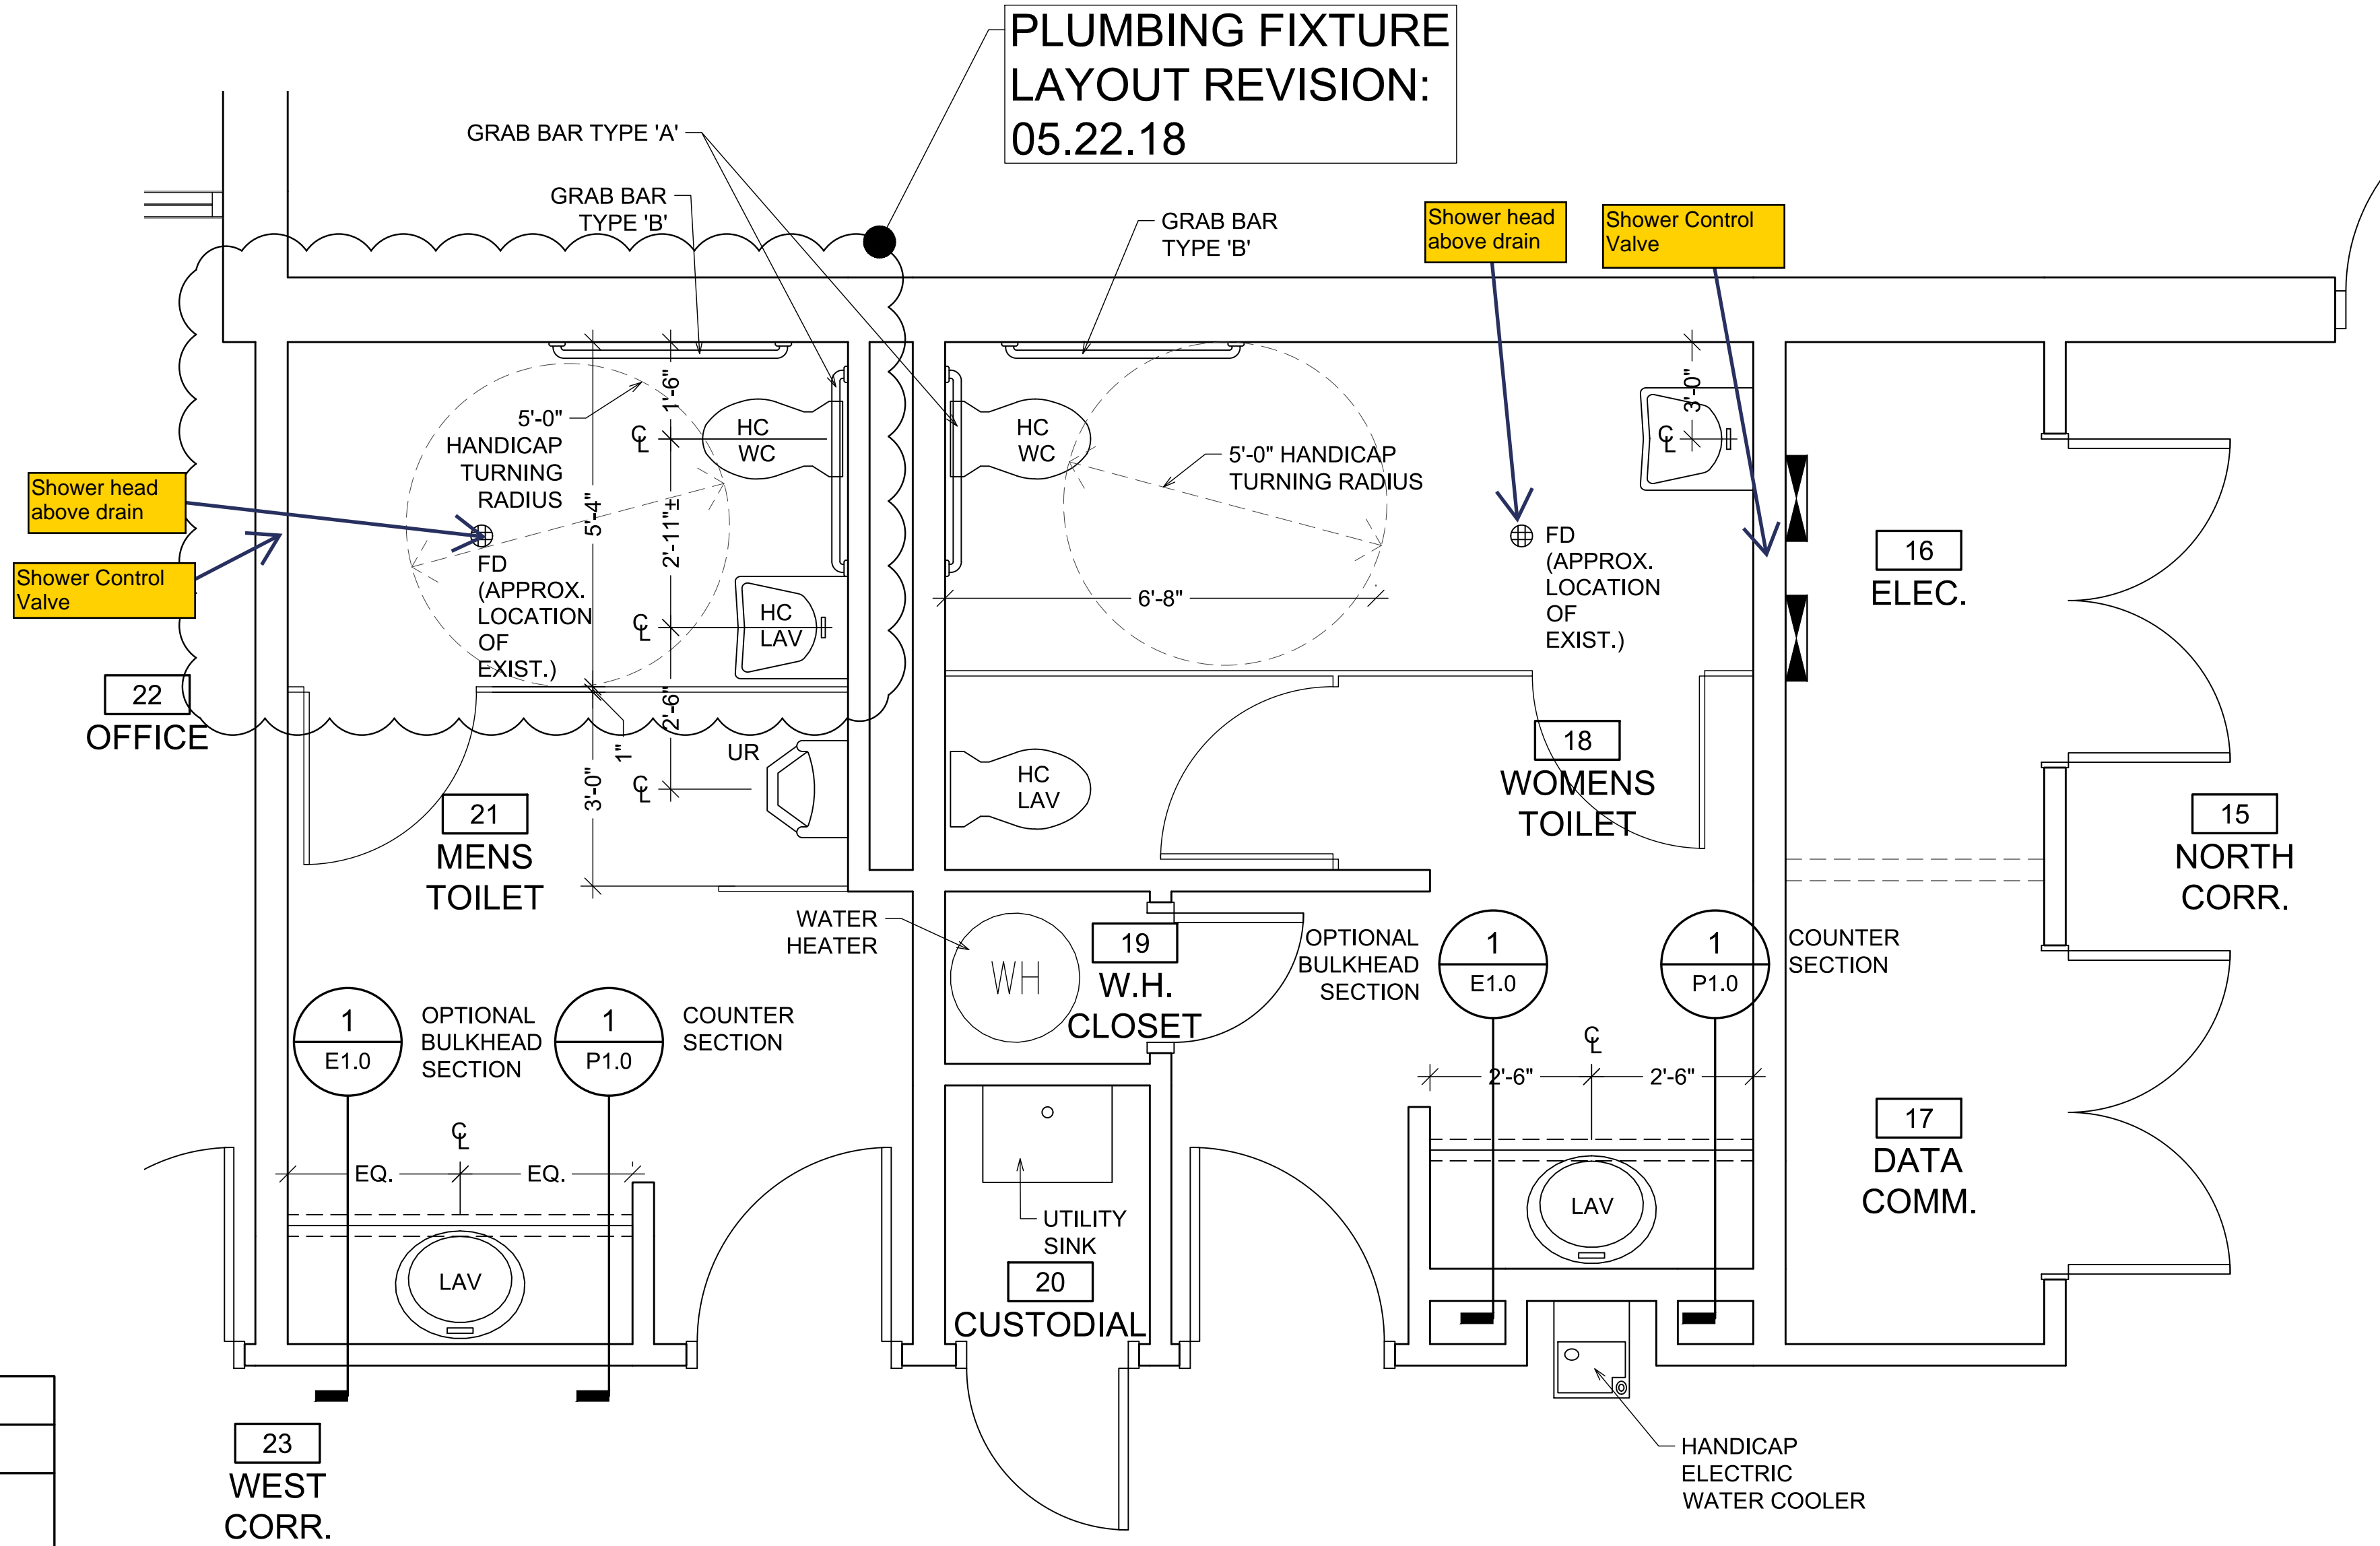 PLUMBING FIXTURE
LAYOUT REVISION:
05.22.18
GRAB BAR TYPE 'A'
GRAB BAR
TYPE 'B'
GRAB BAR
TYPE 'B'
Shower head
above drain
Shower Control
Valve
Shower head
above drain
Shower Control
Valve
5'-0"
HANDICAP
TURNING
RADIUS
FD
(APPROX.
LOCATION
OF
EXIST.)
5'-4"
1'-6"
2'-11"±
2'-6"
3'-0"
1"
CL
CL
CL
HC
WC
HC
LAV
UR
HC
WC
5'-0" HANDICAP
TURNING RADIUS
6'-8"
3'-0"
CL
FD
(APPROX.
LOCATION
OF
EXIST.)
HC
LAV
16
ELEC.
22
OFFICE
21
MENS
TOILET
18
WOMENS
TOILET
15
NORTH
CORR.
WATER
HEATER
WH
19
W.H.
CLOSET
OPTIONAL
BULKHEAD
SECTION
1
E1.0
1
P1.0
COUNTER
SECTION
1
E1.0
OPTIONAL
BULKHEAD
SECTION
1
P1.0
COUNTER
SECTION
CL
2'-6"
2'-6"
CL
EQ.
EQ.
LAV
UTILITY
SINK
20
CUSTODIAL
LAV
17
DATA
COMM.
23
WEST
CORR.
HANDICAP
ELECTRIC
WATER COOLER